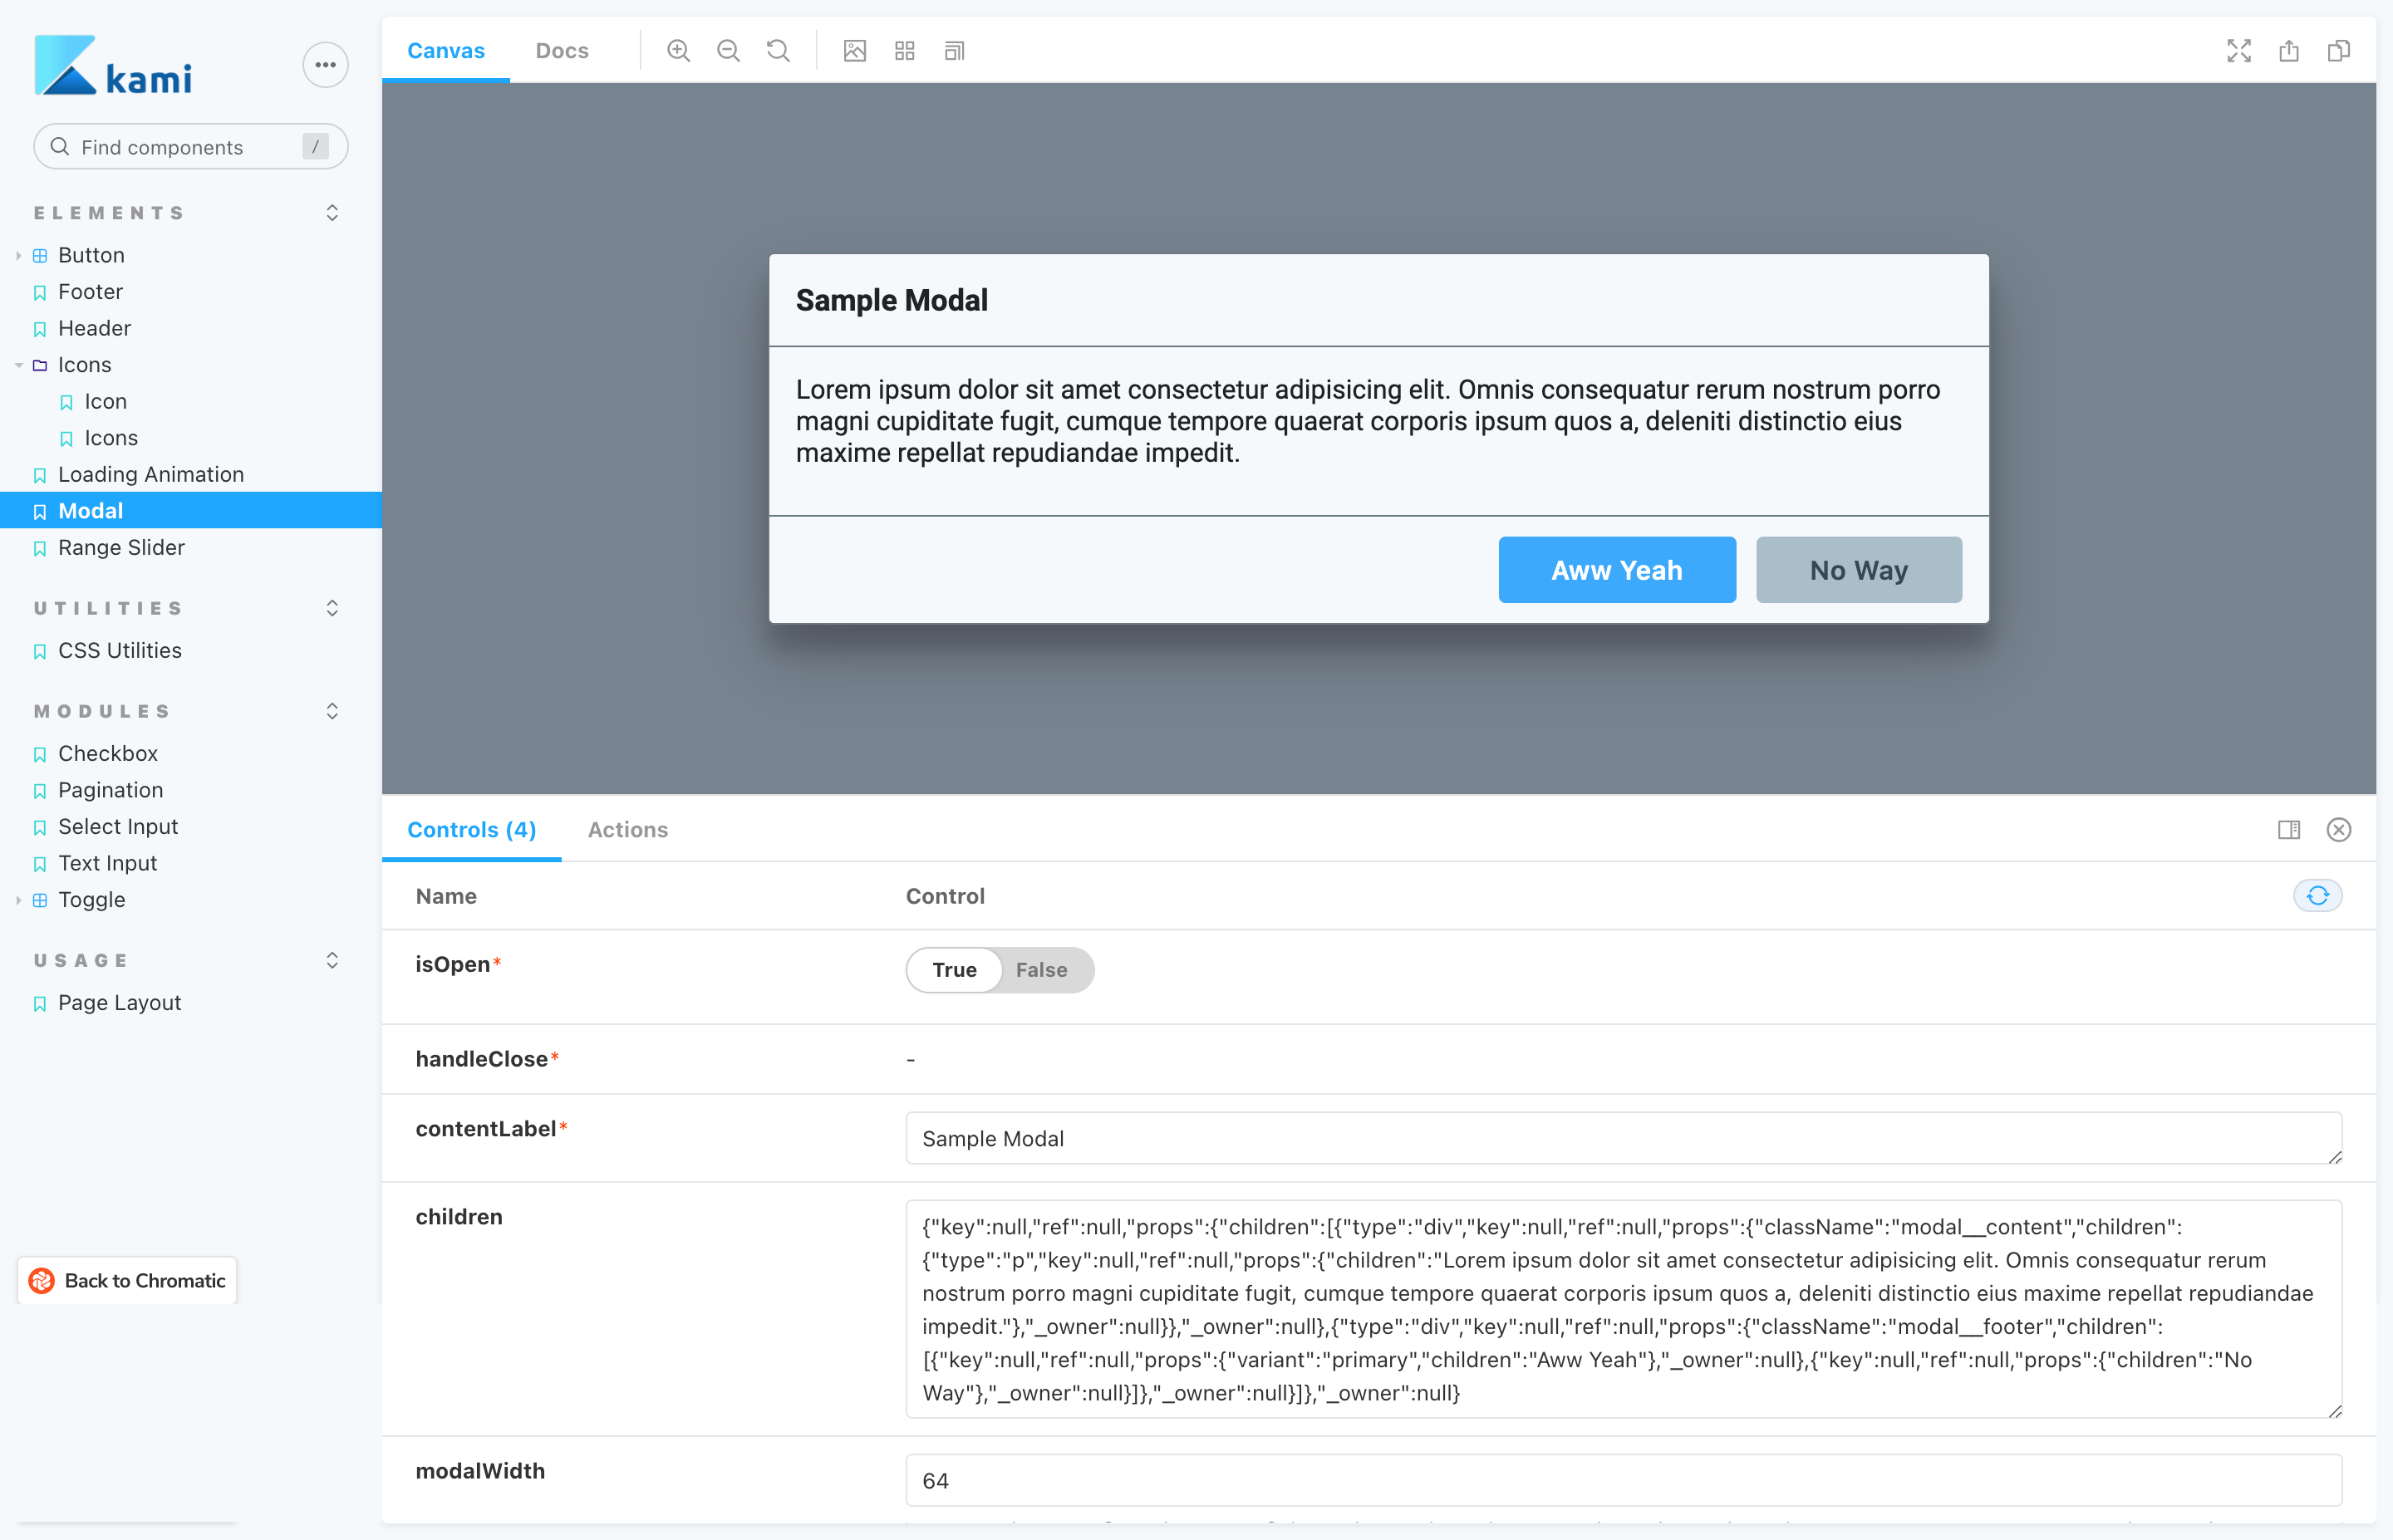 kami
Find components
/
ELEMENTS
Button
Footer
Header
Icons
Icon
Icons
Loading Animation
Modal
Range Slider
UTILITIES
CSS Utilities
MODULES
Checkbox
Pagination
Select Input
Text Input
Toggle
USAGE
Page Layout
Back to Chromatic
Canvas
Docs
Sample Modal
Lorem ipsum dolor sit amet consectetur adipisicing elit. Omnis consequatur rerum nostrum porro
magni cupiditate fugit, cumque tempore quaerat corporis ipsum quos a, deleniti distinctio eius
maxime repellat repudiandae impedit.
Aww Yeah
No Way
Controls (4)
Actions
Name
Control
isOpen*
True
False
handleClose*
-
contentLabel*
Sample Modal
children
{"key":null,"ref":null,"props":{"children":[{"type":"div","key":null,"ref":null,"props":{"className":"modal__content","children":
{"type":"p","key":null,"ref":null,"props":{"children":"Lorem ipsum dolor sit amet consectetur adipisicing elit. Omnis consequatur rerum
nostrum porro magni cupiditate fugit, cumque tempore quaerat corporis ipsum quos a, deleniti distinctio eius maxime repellat repudiandae
impedit."},"_owner":null}},"_owner":null},{"type":"div","key":null,"ref":null,"props":{"className":"modal__footer","children":
[{"key":null,"ref":null,"props":{"variant":"primary","children":"Aww Yeah"},"_owner":null},{"key":null,"ref":null,"props":{"children":"No
Way"},"_owner":null}]},"_owner":null}]},"_owner":null}
modalWidth
64